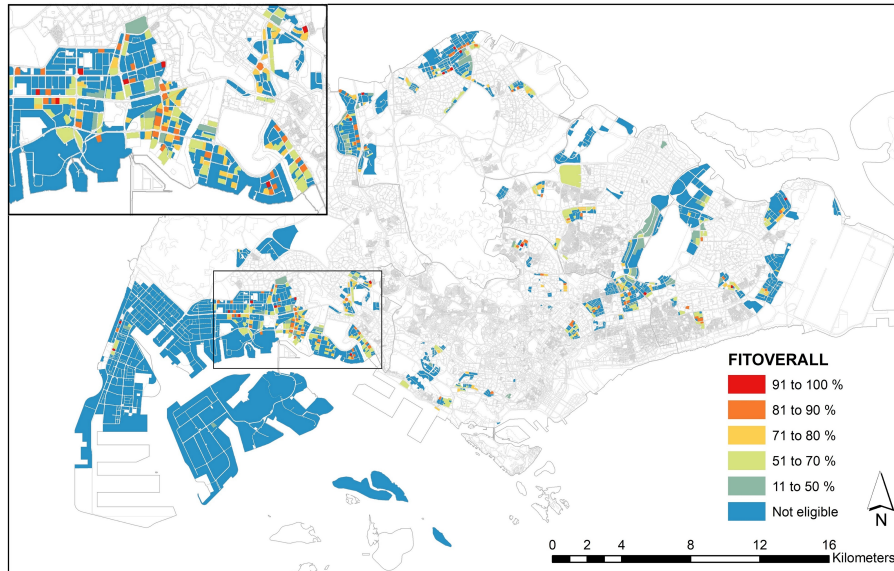 FITOVERALL
91 to 100 %
81 to 90 %
71 to 80 %
51 to 70 %
11 to 50 %
Not eligible
N
0 2 4 8 12 16
Kilometers